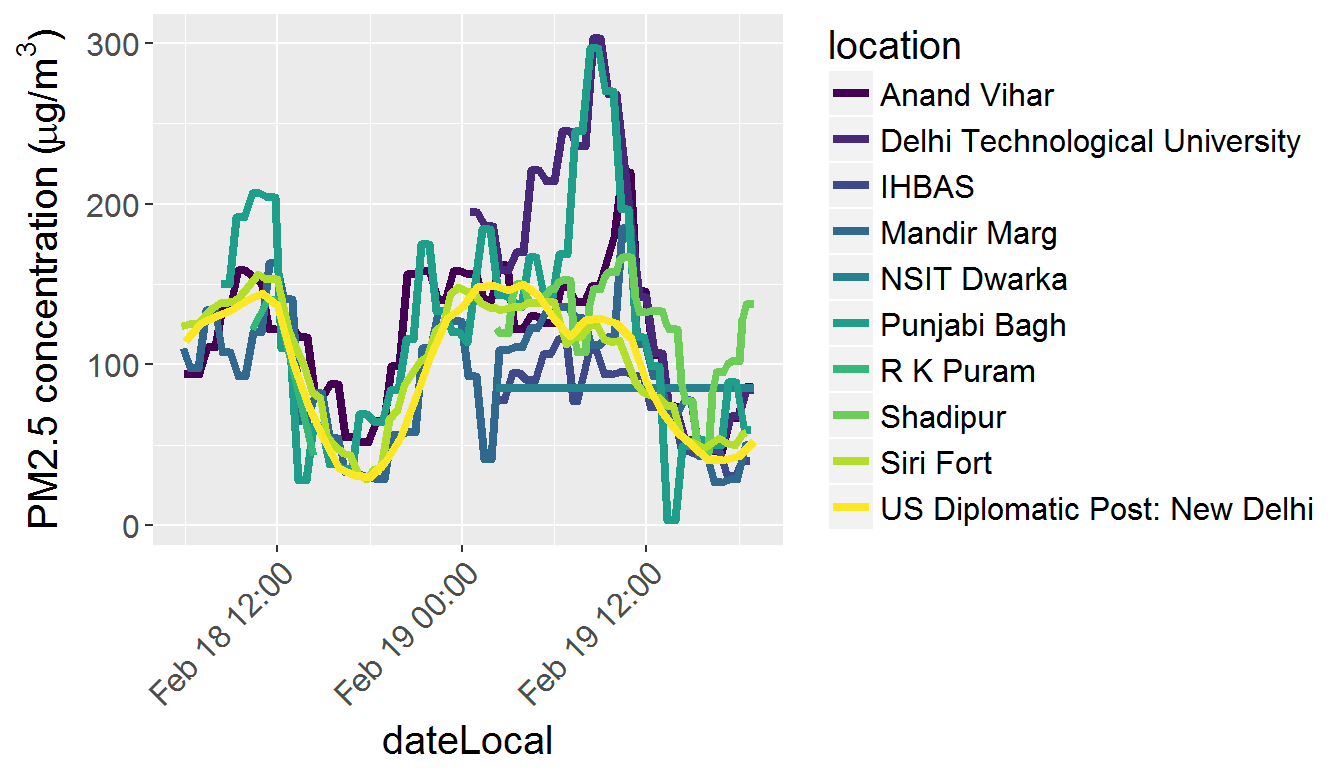 PM2.5 concentration (μg/m³)
300
200
100
0
Feb 18 12:00
Feb 19 00:00
Feb 19 12:00
dateLocal
location
Anand Vihar
Delhi Technological University
IHBAS
Mandir Marg
NSIT Dwarka
Punjabi Bagh
R K Puram
Shadipur
Siri Fort
US Diplomatic Post: New Delhi